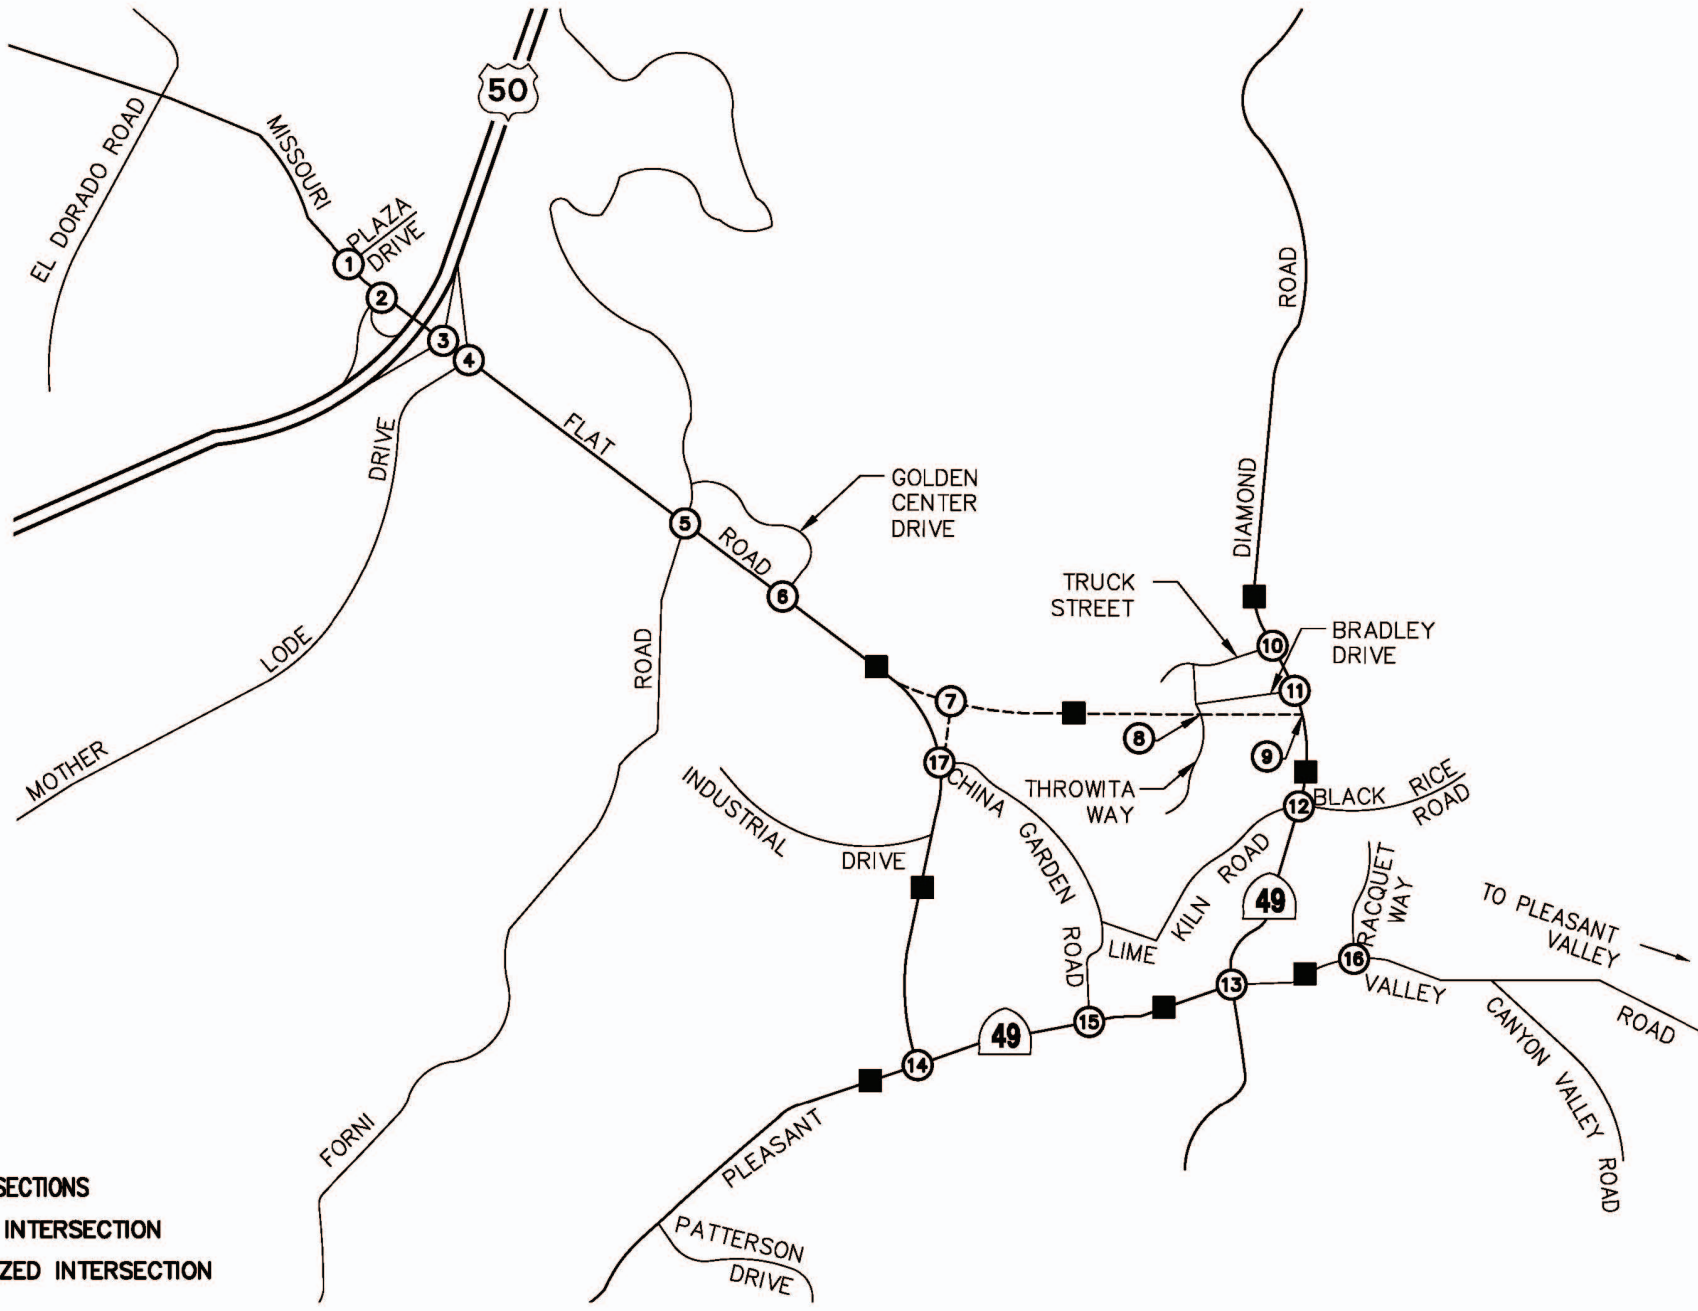 50
EL DORADO ROAD
MISSOURI
PLAZA
DRIVE
1
2
3
4
DRIVE
FLAT
ROAD
DIAMOND
GOLDEN
CENTER
DRIVE
5
ROAD
6
TRUCK
STREET
BRADLEY
DRIVE
10
11
7
8
9
LODE
MOTHER
ROAD
17
INDUSTRIAL
DRIVE
CHINA
GARDEN
ROAD
THROWITA
WAY
12
BLACK RICE
ROAD
LIME
KILN ROAD
49
RACQUET
WAY
TO PLEASANT
VALLEY
16
VALLEY
ROAD
13
15
49
14
CANYON VALLEY ROAD
FORNI
PLEASANT
PATTERSON
DRIVE
SECTIONS
INTERSECTION
ZED INTERSECTION